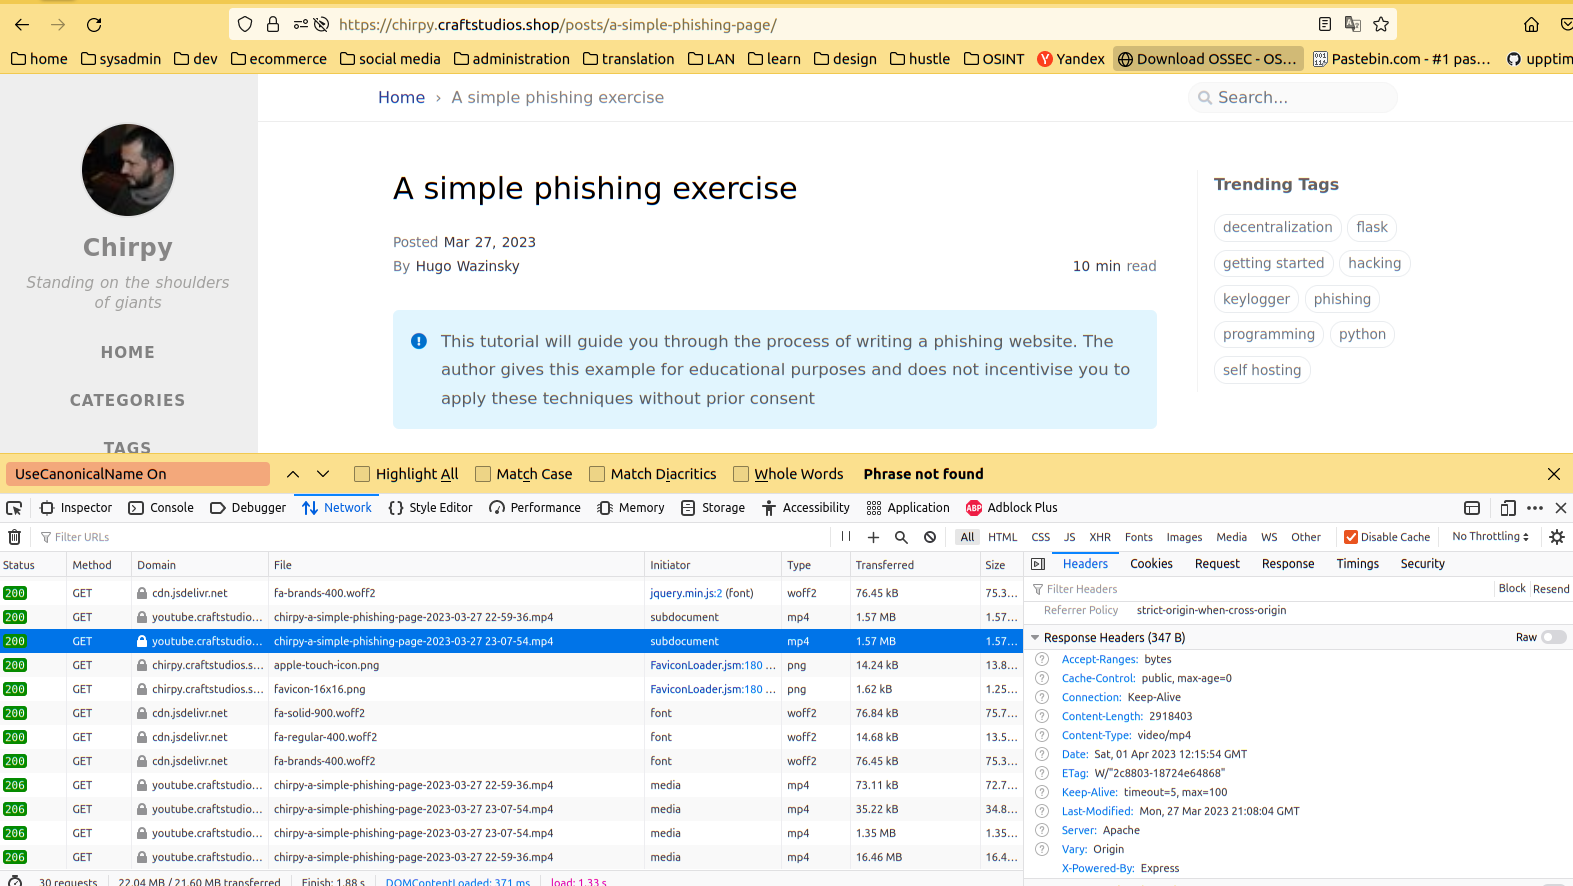 https://chirpy.craftstudios.shop/posts/a-simple-phishing-page/
home sysadmin dev ecommerce social media administration translation LAN learn design hustle OSINT Yandex Download OSSEC - OS… Pastebin.com - #1 pas… upptim
Home › A simple phishing exercise
Search...
Chirpy
Standing on the shoulders
of giants
HOME
CATEGORIES
TAGS
A simple phishing exercise
Posted Mar 27, 2023
By Hugo Wazinsky
10 min read
This tutorial will guide you through the process of writing a phishing website. The
author gives this example for educational purposes and does not incentivise you to
apply these techniques without prior consent
Trending Tags
decentralization flask
getting started hacking
keylogger phishing
programming python
self hosting
UseCanonicalName On Highlight All Match Case Match Diacritics Whole Words Phrase not found
Inspector Console Debugger Network Style Editor Performance Memory Storage Accessibility Application ABP Adblock Plus
Filter URLs All HTML CSS JS XHR Fonts Images Media WS Other Disable Cache No Throttling
Status Method Domain File Initiator Type Transferred Size
200 GET cdn.jsdelivr.net fa-brands-400.woff2 jquery.min.js:2 (font) woff2 76.45 kB 75.3…
200 GET youtube.craftstudio… chirpy-a-simple-phishing-page-2023-03-27 22-59-36.mp4 subdocument mp4 1.57 MB 1.57…
200 GET youtube.craftstudio… chirpy-a-simple-phishing-page-2023-03-27 23-07-54.mp4 subdocument mp4 1.57 MB 1.57…
200 GET chirpy.craftstudios.s… apple-touch-icon.png FaviconLoader.jsm:180 … png 14.24 kB 13.8…
200 GET chirpy.craftstudios.s… favicon-16x16.png FaviconLoader.jsm:180 … png 1.62 kB 1.25…
200 GET cdn.jsdelivr.net fa-solid-900.woff2 font woff2 76.84 kB 75.7…
200 GET cdn.jsdelivr.net fa-regular-400.woff2 font woff2 14.68 kB 13.5…
200 GET cdn.jsdelivr.net fa-brands-400.woff2 font woff2 76.45 kB 75.3…
206 GET youtube.craftstudio… chirpy-a-simple-phishing-page-2023-03-27 22-59-36.mp4 media mp4 73.11 kB 72.7…
206 GET youtube.craftstudio… chirpy-a-simple-phishing-page-2023-03-27 23-07-54.mp4 media mp4 35.22 kB 34.8…
206 GET youtube.craftstudio… chirpy-a-simple-phishing-page-2023-03-27 23-07-54.mp4 media mp4 1.35 MB 1.35…
206 GET youtube.craftstudio… chirpy-a-simple-phishing-page-2023-03-27 22-59-36.mp4 media mp4 16.46 MB 16.4…
30 requests 22.04 MB / 21.60 MB transferred Finish: 1.88 s DOMContentLoaded: 371 ms load: 1.33 s
Headers Cookies Request Response Timings Security
Filter Headers Block Resend
Referrer Policy strict-origin-when-cross-origin
Response Headers (347 B) Raw
Accept-Ranges: bytes
Cache-Control: public, max-age=0
Connection: Keep-Alive
Content-Length: 2918403
Content-Type: video/mp4
Date: Sat, 01 Apr 2023 12:15:54 GMT
ETag: W/"2c8803-18724e64868"
Keep-Alive: timeout=5, max=100
Last-Modified: Mon, 27 Mar 2023 21:08:04 GMT
Server: Apache
Vary: Origin
X-Powered-By: Express